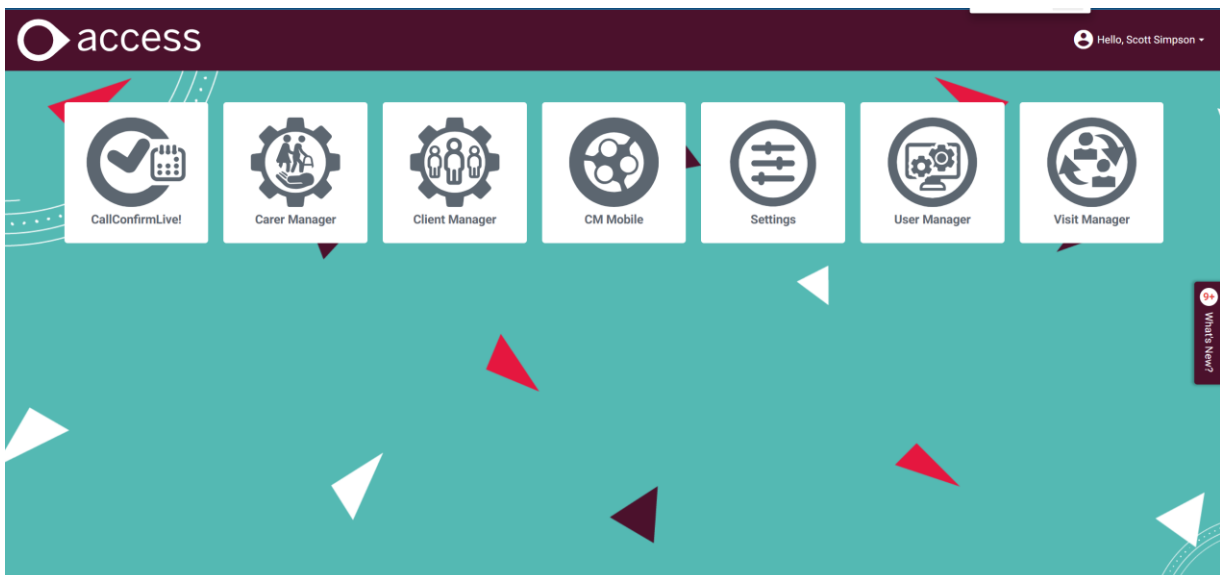 access
Hello, Scott Simpson
CallConfirmLive!
Carer Manager
Client Manager
CM Mobile
Settings
User Manager
Visit Manager
9+
What's New?